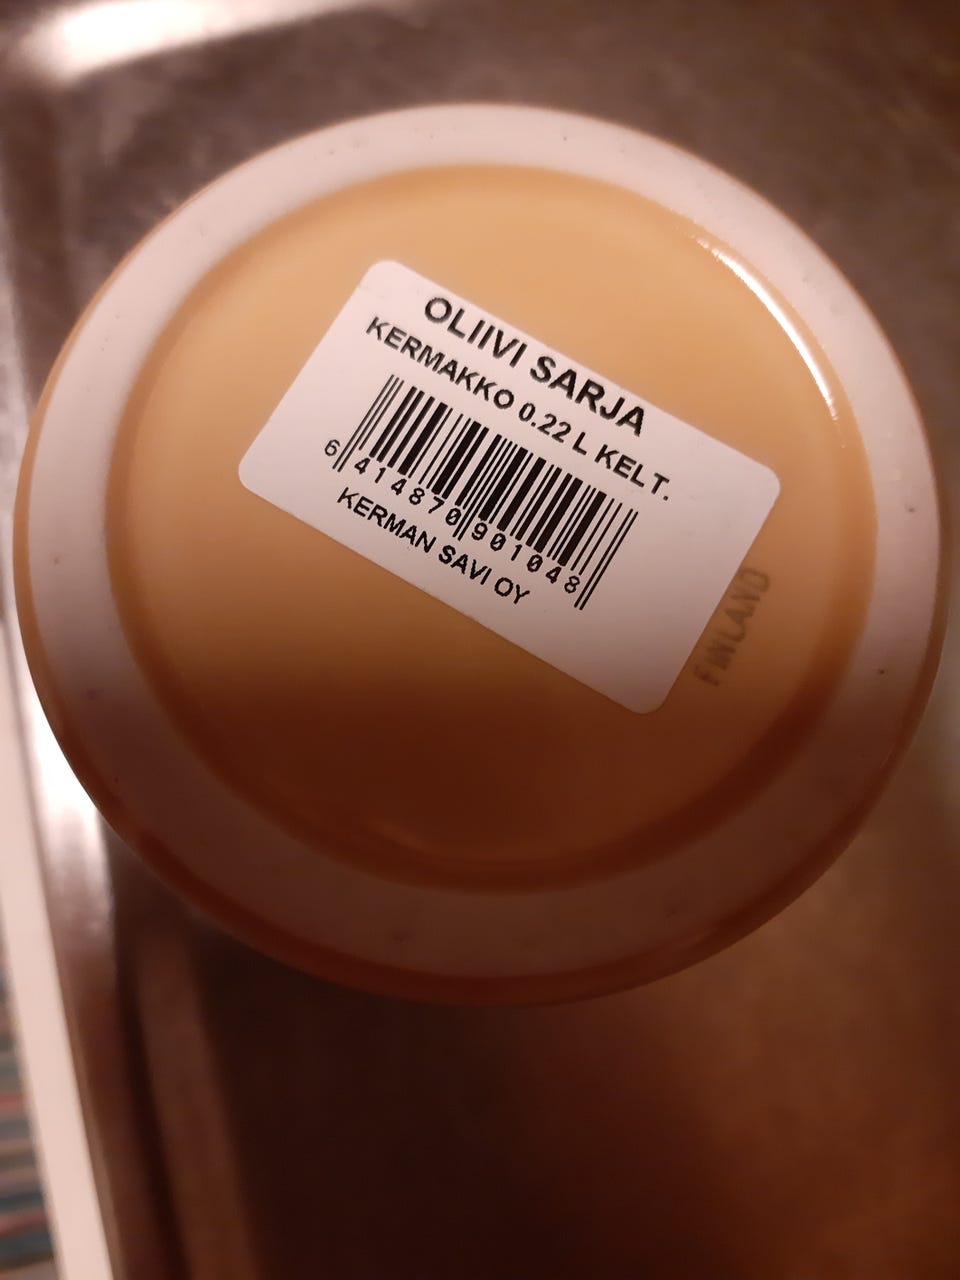 OLIIVI SARJA
KERMAKKO 0.22 L KELT.
6 414870 901048
KERMAN SAVI OY
FINLAND